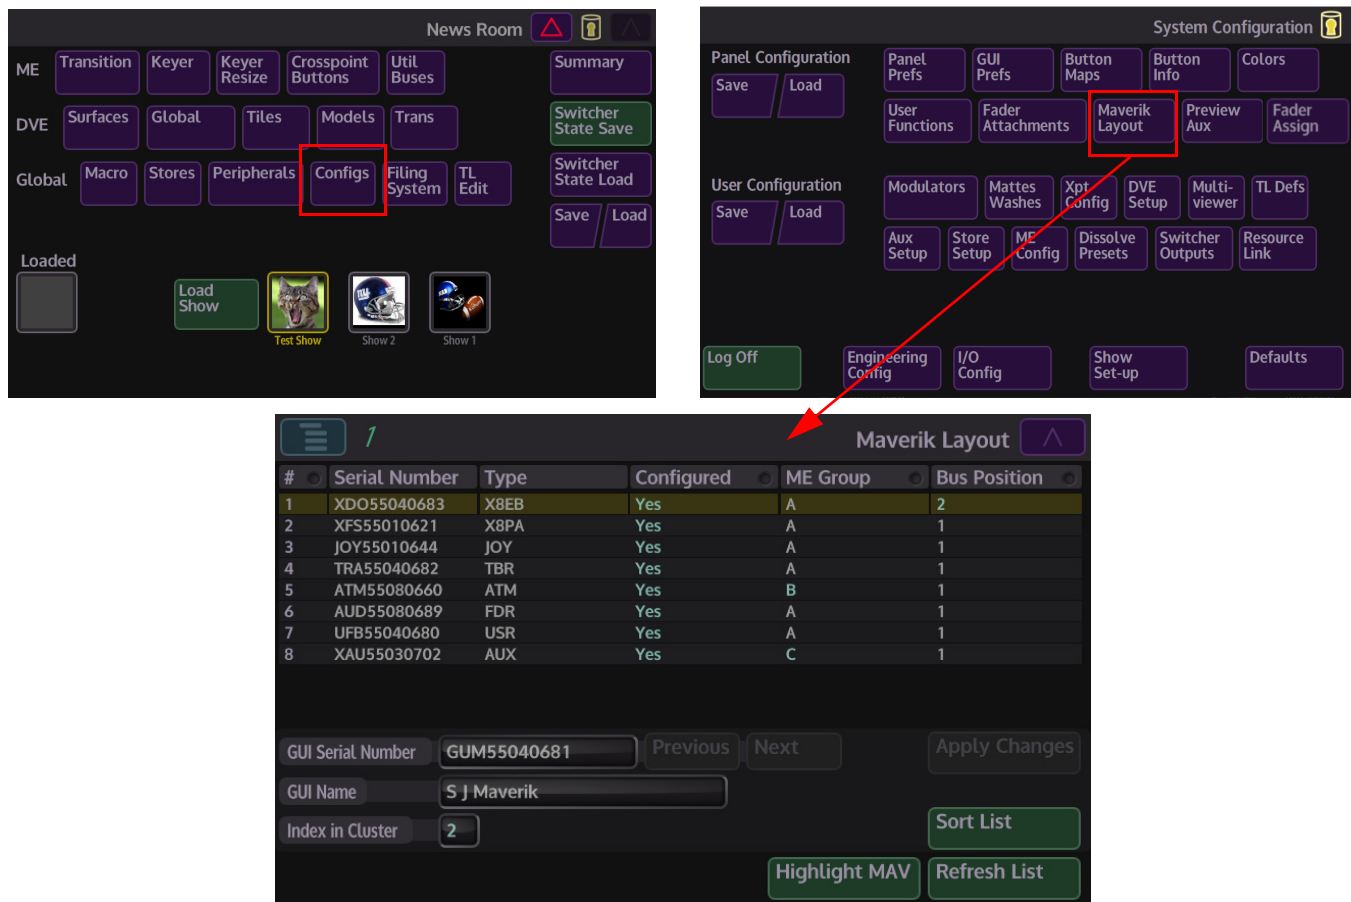 News Room
ME Transition Keyer Keyer Resize Crosspoint Buttons Util Buses Summary
DVE Surfaces Global Tiles Models Trans Switcher State Save
Global Macro Stores Peripherals Configs Filing System TL Edit Switcher State Load
Save Load
Loaded
Load Show
Test Show Show 2 Show 1
System Configuration
Panel Configuration Panel Prefs GUI Prefs Button Maps Button Info Colors
Save Load
User Functions Fader Attachments Maverik Layout Preview Aux Fader Assign
User Configuration Modulators Mattes Washes Xpt Config DVE Setup Multi-viewer TL Defs
Save Load
Aux Setup Store Setup ME Config Dissolve Presets Switcher Outputs Resource Link
Log Off Engineering Config I/O Config Show Set-up Defaults
1 Maverik Layout
# Serial Number Type Configured ME Group Bus Position
1 XDO55040683 X8EB Yes A 2
2 XFS55010621 X8PA Yes A 1
3 JOY55010644 JOY Yes A 1
4 TRA55040682 TBR Yes A 1
5 ATM55080660 ATM Yes B 1
6 AUD55080689 FDR Yes A 1
7 UFB55040680 USR Yes A 1
8 XAU55030702 AUX Yes C 1
GUI Serial Number GUM55040681 Previous Next Apply Changes
GUI Name S J Maverik
Index in Cluster 2 Sort List
Highlight MAV Refresh List